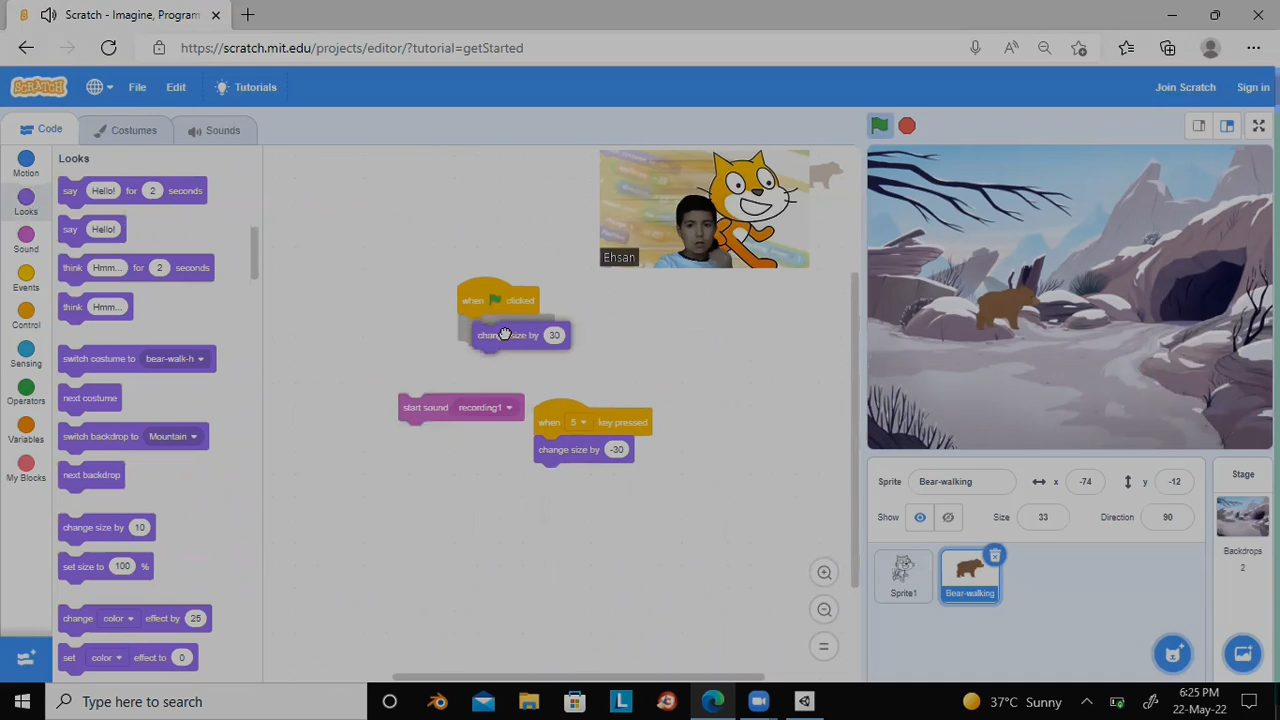 Scratch - Imagine, Program
https://scratch.mit.edu/projects/editor/?tutorial=getStarted
SCRATCH
File
Edit
Tutorials
Join Scratch
Sign in
Code
Costumes
Sounds
Motion
Looks
Sound
Events
Control
Sensing
Operators
Variables
My Blocks
Looks
say Hello! for 2 seconds
say Hello!
think Hmm... for 2 seconds
think Hmm...
switch costume to bear-walk-h
next costume
switch backdrop to Mountain
next backdrop
change size by 10
set size to 100 %
change color effect by 25
set color effect to 0
when clicked
change size by 30
start sound recording1
when 5 key pressed
change size by -30
Ehsan
Sprite Bear-walking x -74 y -12
Show Size 33 Direction 90
Sprite1
Bear-walking
Stage
Backdrops
2
Type here to search
37°C Sunny
6:25 PM
22-May-22